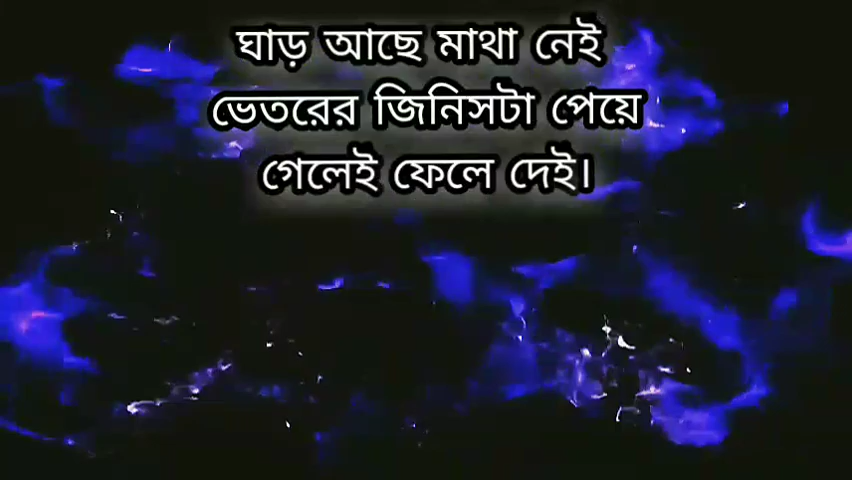 ঘাড় আছে মাথা নেই
ভেতরের জিনিসটা পেয়ে
গেলেই ফেলে দেই।